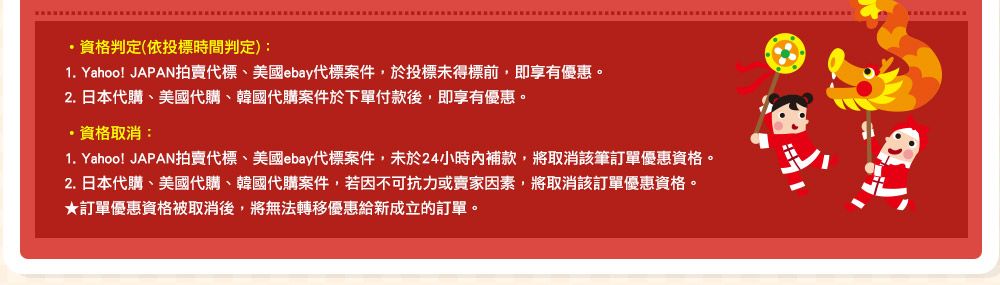 ・資格判定(依投標時間判定)：
1. Yahoo! JAPAN拍賣代標、美國ebay代標案件，於投標未得標前，即享有優惠。
2. 日本代購、美國代購、韓國代購案件於下單付款後，即享有優惠。
・資格取消：
1. Yahoo! JAPAN拍賣代標、美國ebay代標案件，未於24小時內補款，將取消該筆訂單優惠資格。
2. 日本代購、美國代購、韓國代購案件，若因不可抗力或賣家因素，將取消該訂單優惠資格。
★訂單優惠資格被取消後，將無法轉移優惠給新成立的訂單。